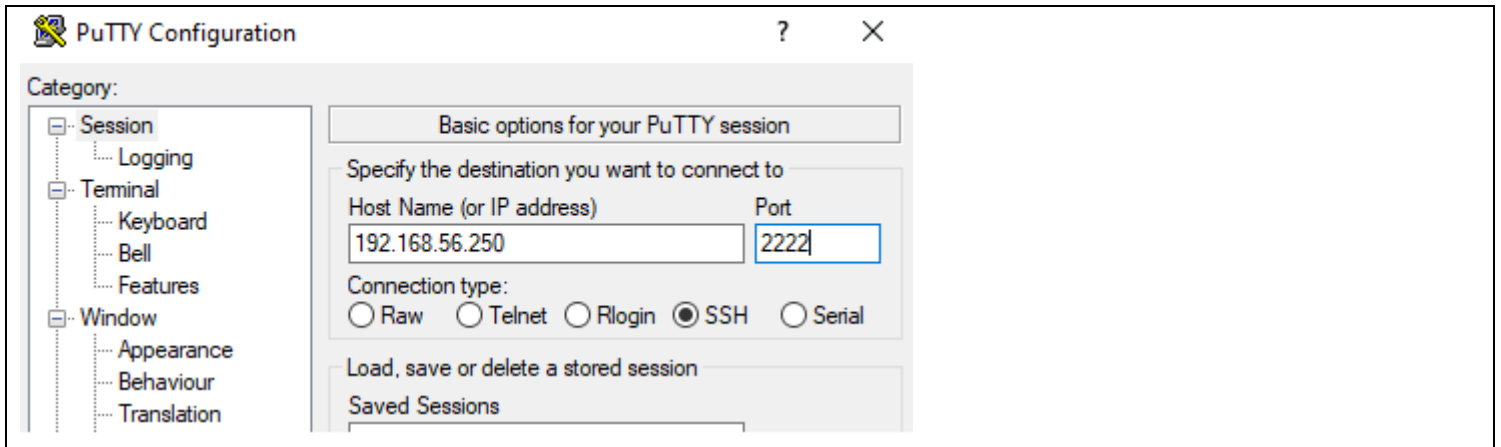 PuTTY Configuration ? ×
Category:
Session
Logging
Terminal
Keyboard
Bell
Features
Window
Appearance
Behaviour
Translation
Basic options for your PuTTY session
Specify the destination you want to connect to
Host Name (or IP address) Port
192.168.56.250 2222
Connection type:
Raw Telnet Rlogin SSH Serial
Load, save or delete a stored session
Saved Sessions